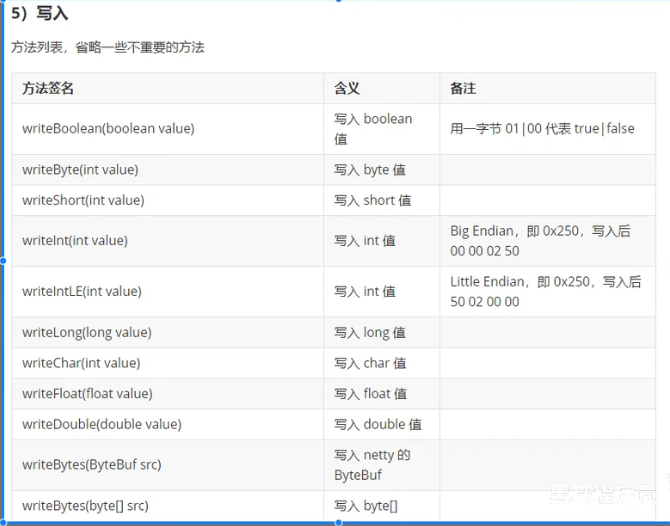 5）写入
方法列表，省略一些不重要的方法
方法签名 含义 备注
writeBoolean(boolean value) 写入 boolean 值 用一字节 01|00 代表 true|false
writeByte(int value) 写入 byte 值
writeShort(int value) 写入 short 值
writeInt(int value) 写入 int 值 Big Endian，即 0x250，写入后 00 00 02 50
writeIntLE(int value) 写入 int 值 Little Endian，即 0x250，写入后 50 02 00 00
writeLong(long value) 写入 long 值
writeChar(int value) 写入 char 值
writeFloat(float value) 写入 float 值
writeDouble(double value) 写入 double 值
writeBytes(ByteBuf src) 写入 netty 的 ByteBuf
writeBytes(byte[] src) 写入 byte[]